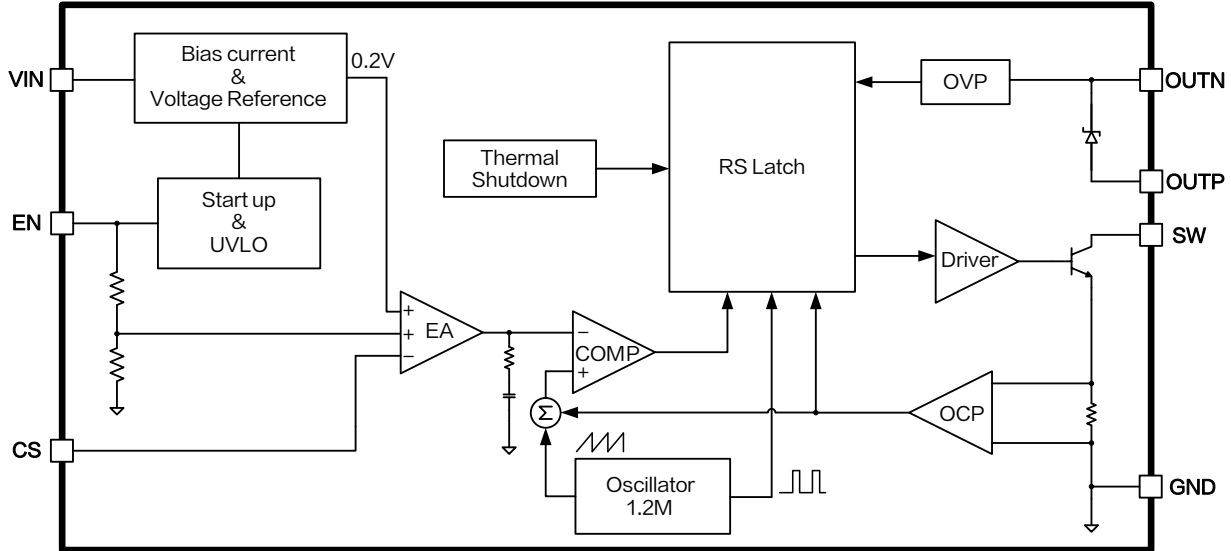 VIN
Bias current
&
Voltage Reference
0.2V
EN
Start up
&
UVLO
CS
Thermal
Shutdown
RS Latch
OVP
OUTN
OUTP
SW
Driver
+
+
−
EA
−
+
COMP
Σ
Oscillator
1.2M
OCP
GND